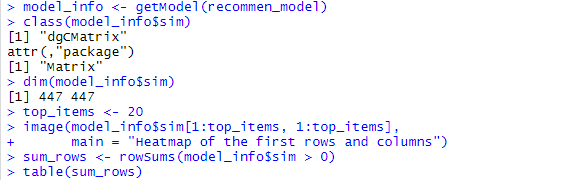 > model_info <- getModel(recommen_model)
> class(model_info$sim)
[1] "dgCMatrix"
attr(,"package")
[1] "Matrix"
> dim(model_info$sim)
[1] 447 447
> top_items <- 20
> image(model_info$sim[1:top_items, 1:top_items],
+       main = "Heatmap of the first rows and columns")
> sum_rows <- rowSums(model_info$sim > 0)
> table(sum_rows)